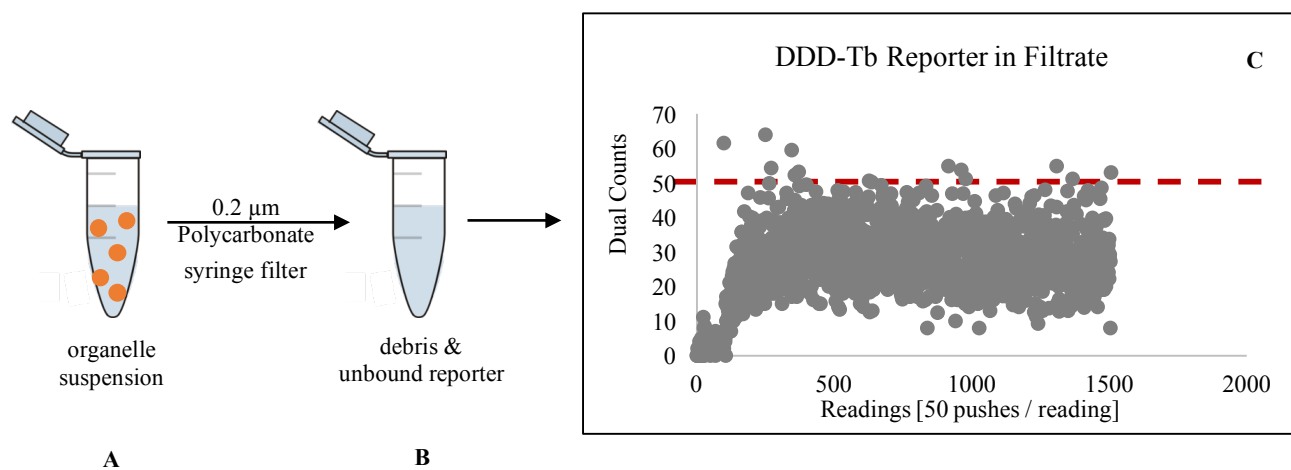 0.2 µm
Polycarbonate
syringe filter
organelle
suspension
debris &
unbound reporter
A
B
DDD-Tb Reporter in Filtrate
C
Dual Counts
70
60
50
40
30
20
10
0
0 500 1000 1500 2000
Readings [50 pushes / reading]